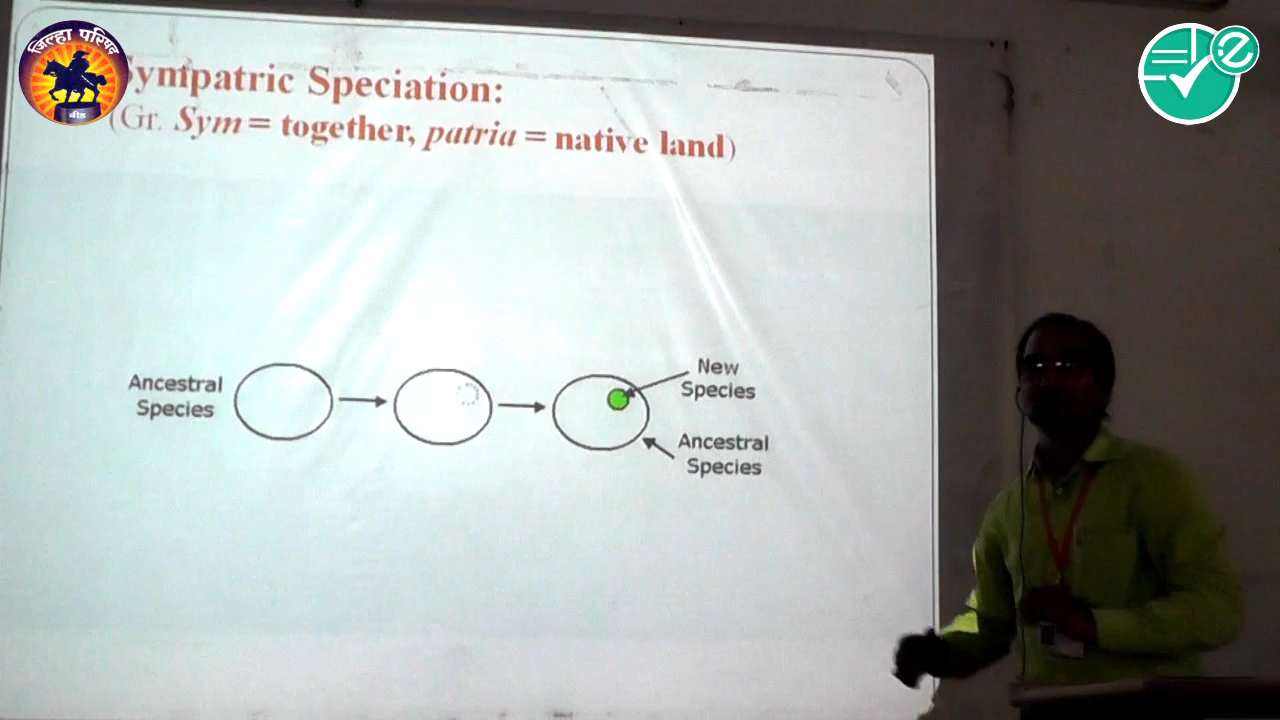 जिल्हा परिषद
बीड
Sympatric Speciation:
(Gr. Sym = together, patria = native land)
Ancestral
Species
New
Species
Ancestral
Species